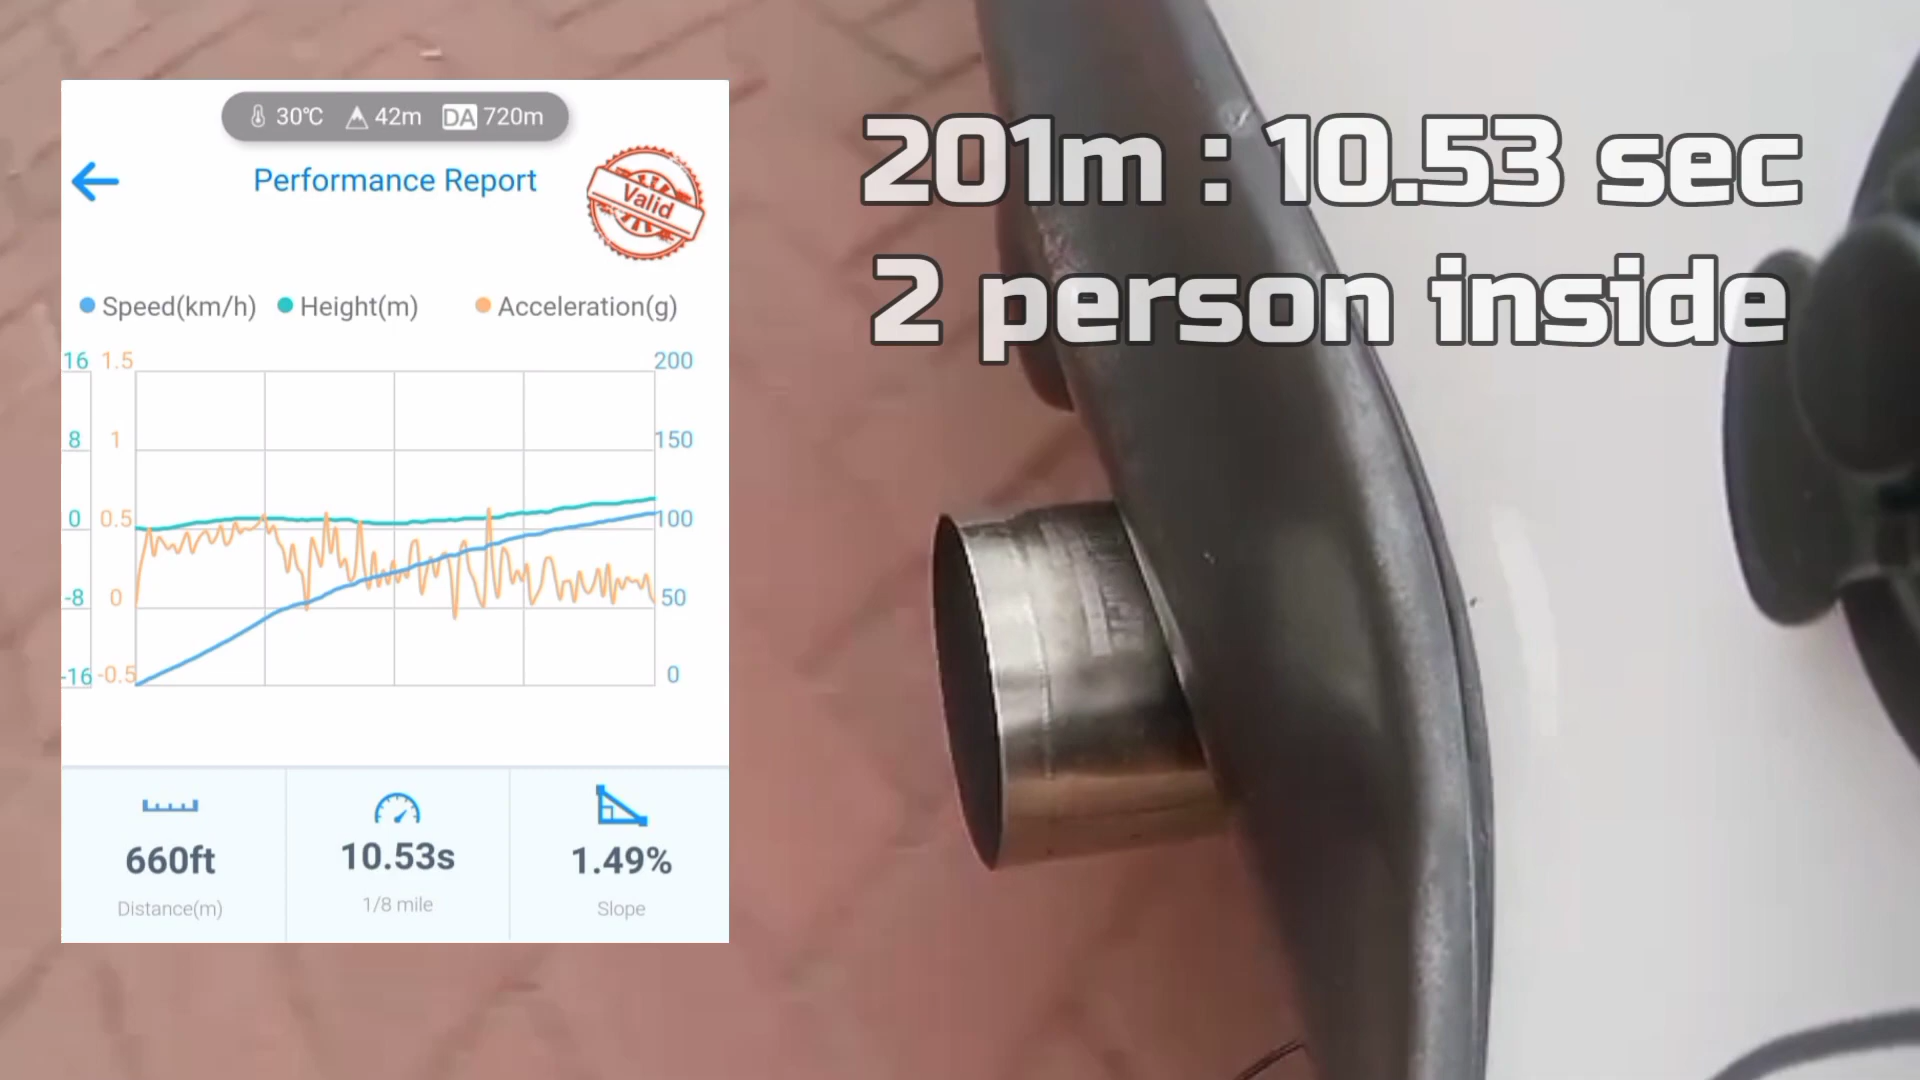 30℃ 42m DA 720m
Performance Report
Valid
Speed(km/h) Height(m) Acceleration(g)
16 1.5 200
8 1 150
0 0.5 100
-8 0 50
-16 -0.5 0
660ft 10.53s 1.49%
Distance(m) 1/8 mile Slope
201m : 10.53 sec
2 person inside